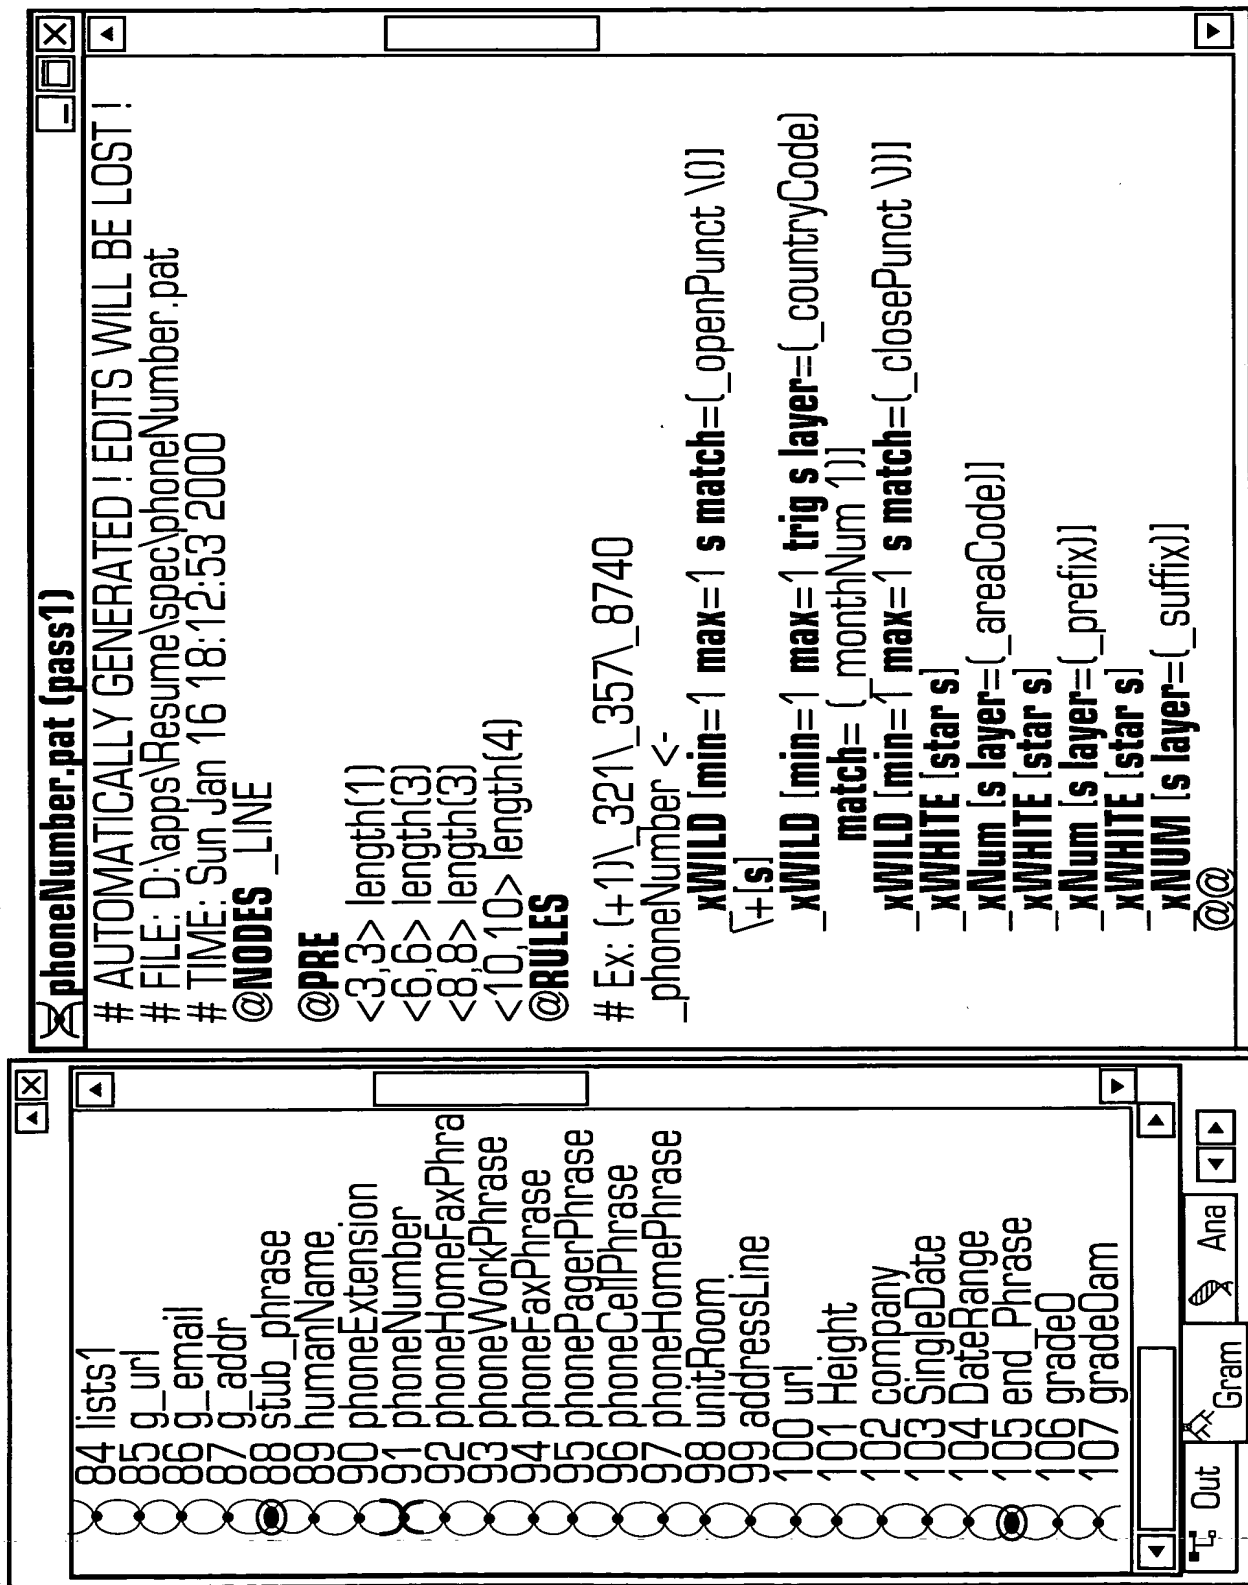 84 lists1
85 g_url
86 g_email
87 g_addr
88 stub_phrase
89 humanName
90 phoneExtension
91 phoneNumber
92 phoneHomeFaxPhra
93 phoneWorkPhrase
94 phoneFaxPhrase
95 phonePagerPhrase
96 phoneCellPhrase
97 phoneHomePhrase
98 unitRoom
99 addressLine
100 url
101 Height
102 company
103 SingleDate
104 DateRange
105 end_Phrase
106 gradeO
107 gradeOam
Out Gram Ana
phoneNumber.pat (pass1)
# AUTOMATICALLY GENERATED ! EDITS WILL BE LOST !
# FILE: D:\apps\Resume\spec\phoneNumber.pat
# TIME: Sun Jan 16 18:12:53 2000
@NODES _LINE
@PRE
<3,3> length(1)
<6,6> length(3)
<8,8> length(3)
<10,10> length(4)
@RULES
# Ex: (+1)\_321\_357\_8740
_phoneNumber <-
_xWILD [min=1 max=1 s match=(_openPunct \()]
\+[s]
_xWILD [min=1 max=1 trig s layer=(_countryCode)
match= (_monthNum 1)]
_xWILD [min=1 max=1 s match=(_closePunct \))]
_xWHITE [star s]
_xNum [s layer=(_areaCode)]
_xWHITE [star s]
_xNum [s layer=(_prefix)]
_xWHITE [star s]
_xNUM [s layer=(_suffix)]
@@